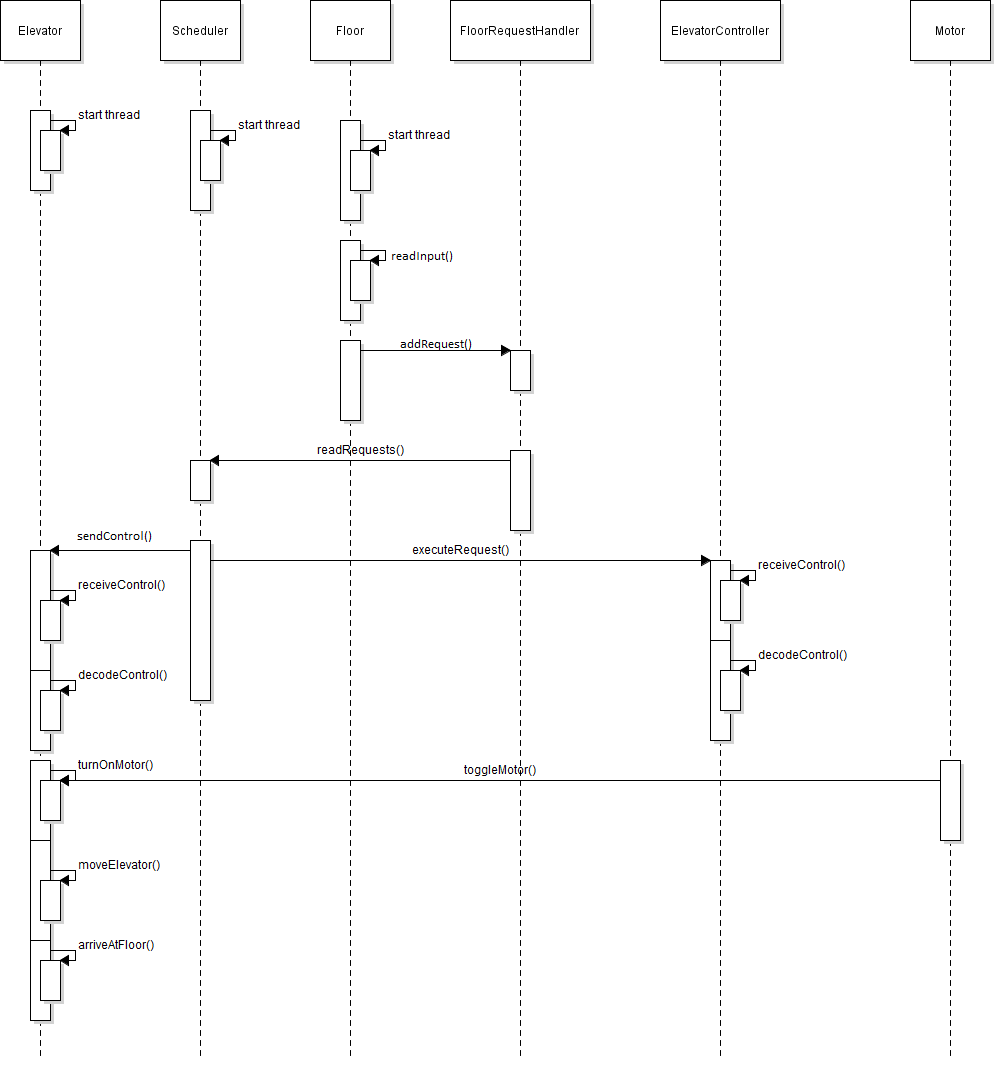 Elevator
Scheduler
Floor
FloorRequestHandler
ElevatorController
Motor
start thread
start thread
start thread
readInput()
addRequest()
readRequests()
sendControl()
executeRequest()
receiveControl()
receiveControl()
decodeControl()
decodeControl()
turnOnMotor()
toggleMotor()
moveElevator()
arriveAtFloor()